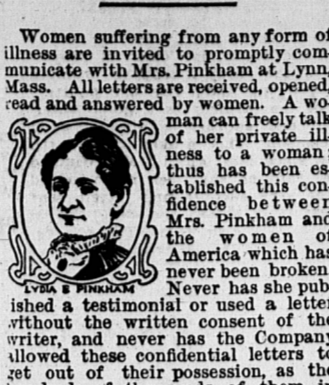 Women suffering from any form of
illness are invited to promptly com
municate with Mrs. Pinkham at Lynn,
Mass. All letters are received, opened,
read and answered by women. A wo
man can freely talk
of her private ill-
ness to a woman;
thus has been es-
tablished this con
fidence between
Mrs. Pinkham and
the women of
America which has
never been broken.
LYDIA E PINKHAM
Never has she pub
ished a testimonial or used a letter
without the written consent of the
writer, and never has the Company
allowed these confidential letters to
get out of their possession, as the